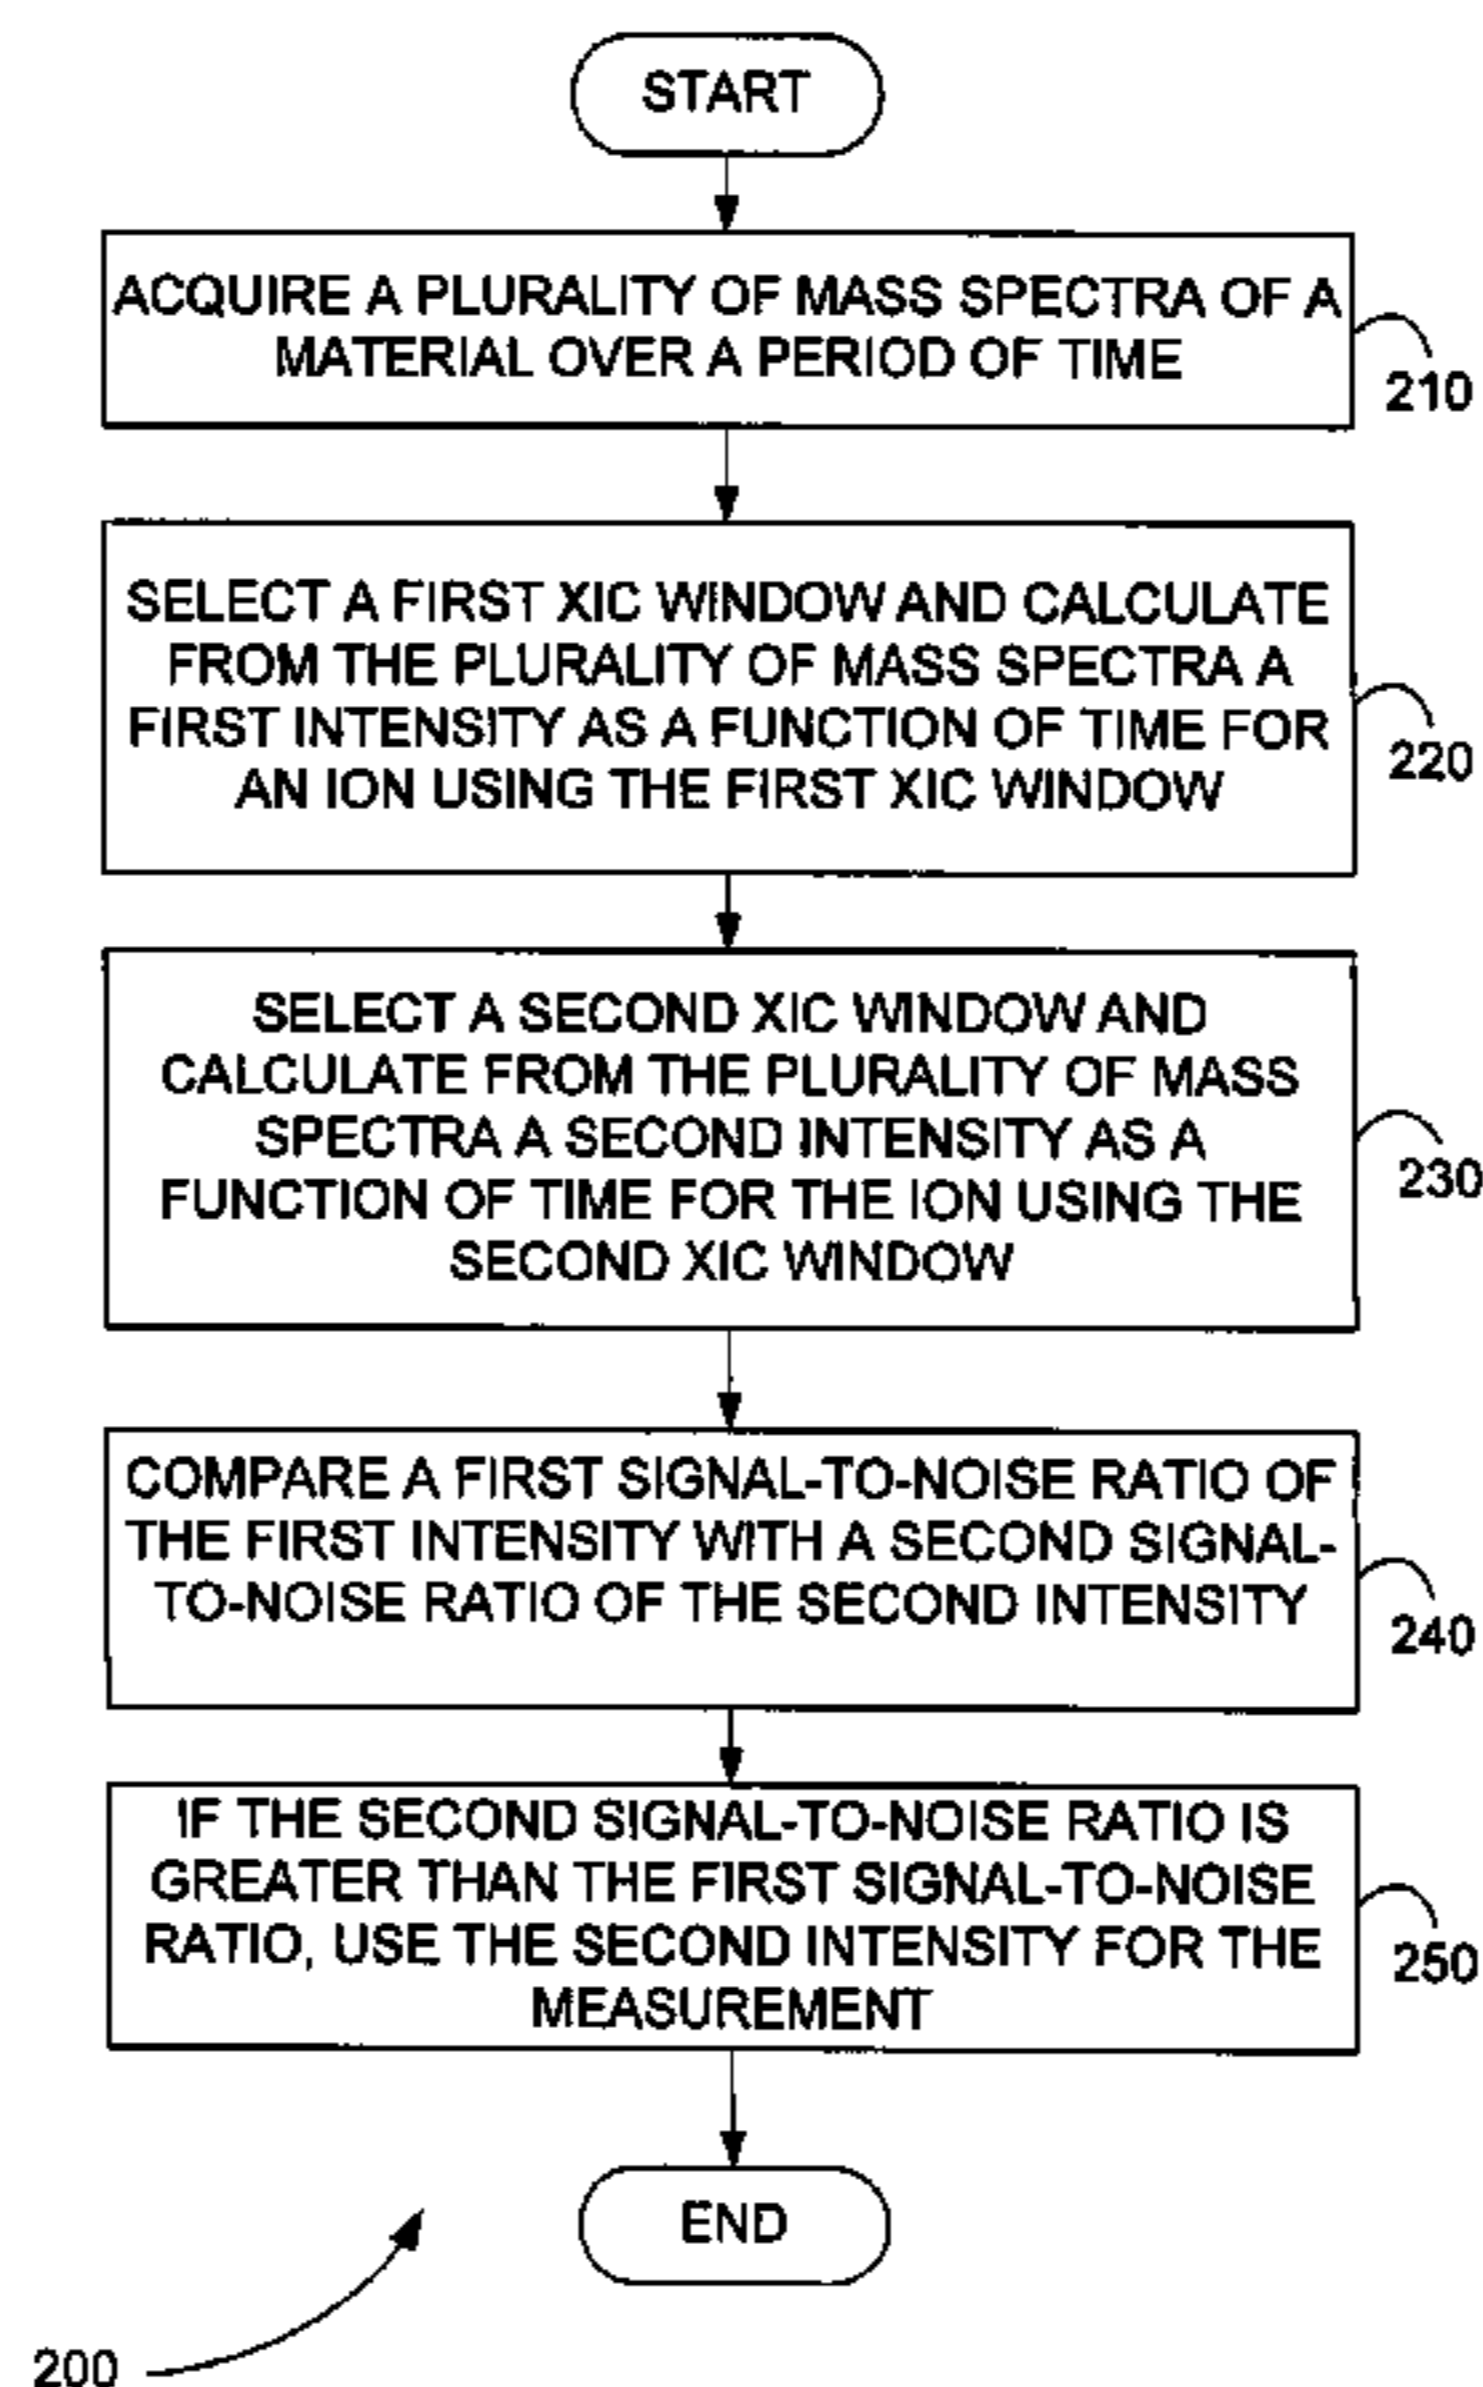 START
ACQUIRE A PLURALITY OF MASS SPECTRA OF A
MATERIAL OVER A PERIOD OF TIME
210
SELECT A FIRST XIC WINDOW AND CALCULATE
FROM THE PLURALITY OF MASS SPECTRA A
FIRST INTENSITY AS A FUNCTION OF TIME FOR
AN ION USING THE FIRST XIC WINDOW
220
SELECT A SECOND XIC WINDOW AND
CALCULATE FROM THE PLURALITY OF MASS
SPECTRA A SECOND INTENSITY AS A
FUNCTION OF TIME FOR THE ION USING THE
SECOND XIC WINDOW
230
COMPARE A FIRST SIGNAL-TO-NOISE RATIO OF
THE FIRST INTENSITY WITH A SECOND SIGNAL-
TO-NOISE RATIO OF THE SECOND INTENSITY
240
IF THE SECOND SIGNAL-TO-NOISE RATIO IS
GREATER THAN THE FIRST SIGNAL-TO-NOISE
RATIO, USE THE SECOND INTENSITY FOR THE
MEASUREMENT
250
END
200